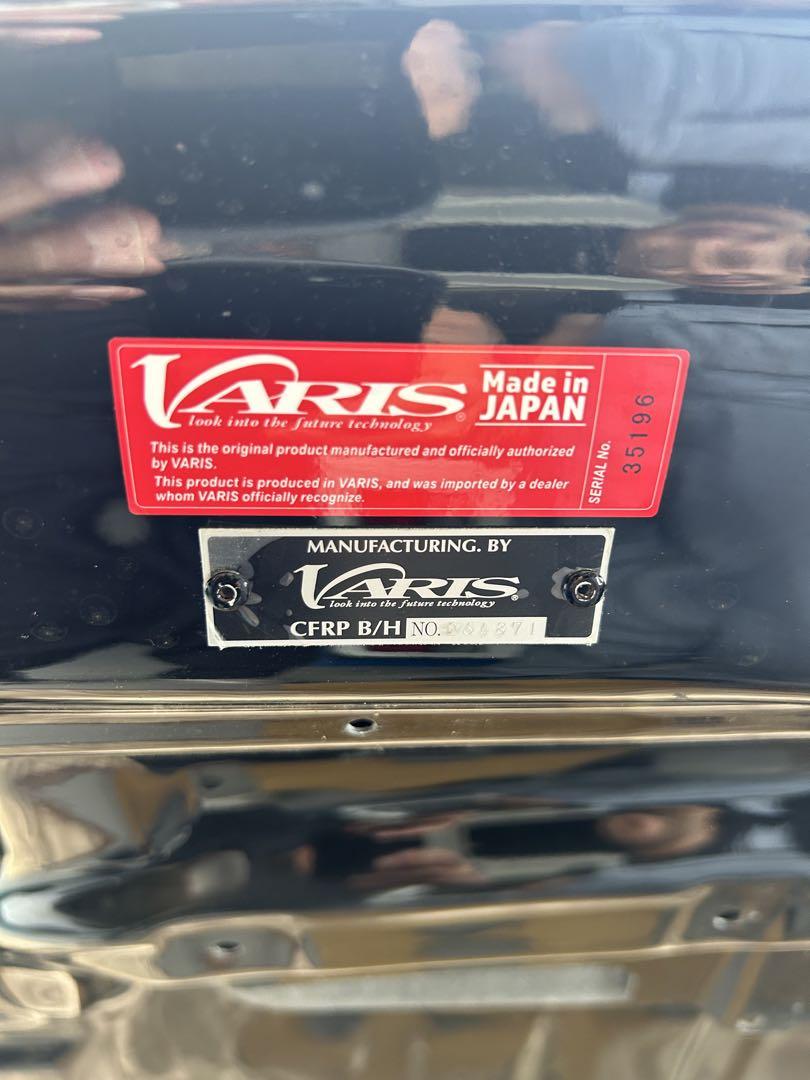 VARIS
Made in
JAPAN
look into the future technology
This is the original product manufactured and officially authorized
by VARIS.
This product is produced in VARIS, and was imported by a dealer
whom VARIS officially recognize.
SERIAL No.
35196
MANUFACTURING. BY
VARIS
look into the future technology
CFRP B/H NO.